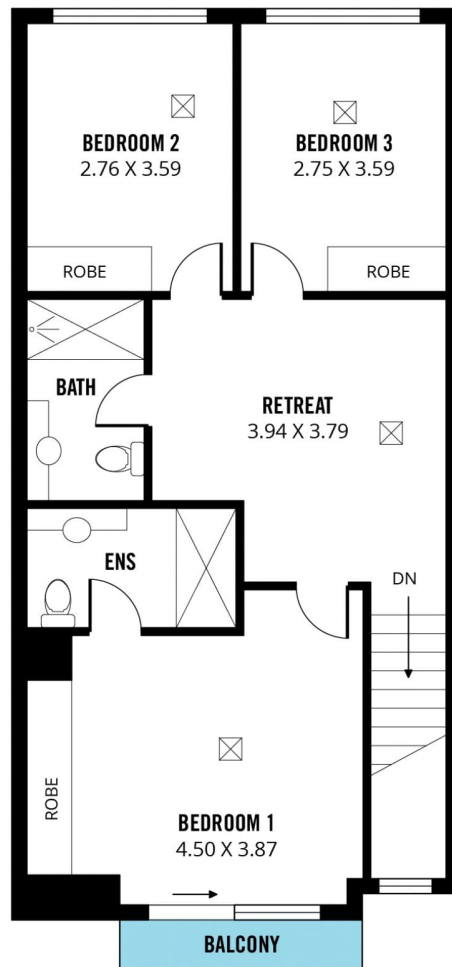 BEDROOM 2
2.76 X 3.59
BEDROOM 3
2.75 X 3.59
ROBE
ROBE
BATH
RETREAT
3.94 X 3.79
ENS
DN
ROBE
BEDROOM 1
4.50 X 3.87
BALCONY